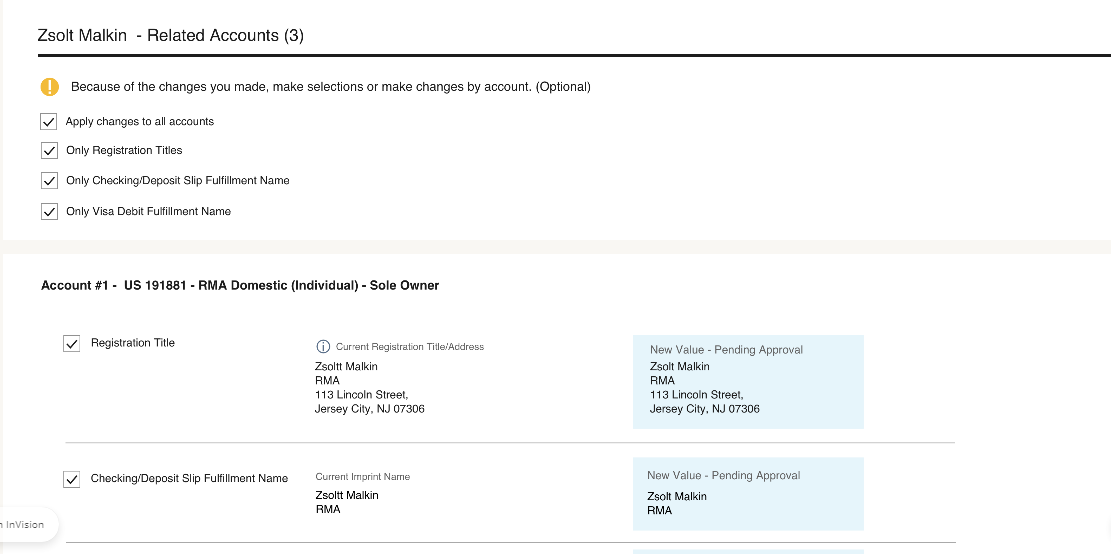 Zsolt Malkin - Related Accounts (3)
Because of the changes you made, make selections or make changes by account. (Optional)
Apply changes to all accounts
Only Registration Titles
Only Checking/Deposit Slip Fulfillment Name
Only Visa Debit Fulfillment Name
Account #1 - US 191881 - RMA Domestic (Individual) - Sole Owner
Registration Title
Current Registration Title/Address
Zsoltt Malkin
RMA
113 Lincoln Street,
Jersey City, NJ 07306
New Value - Pending Approval
Zsolt Malkin
RMA
113 Lincoln Street,
Jersey City, NJ 07306
Checking/Deposit Slip Fulfillment Name
Current Imprint Name
Zsoltt Malkin
RMA
New Value - Pending Approval
Zsolt Malkin
RMA
InVision